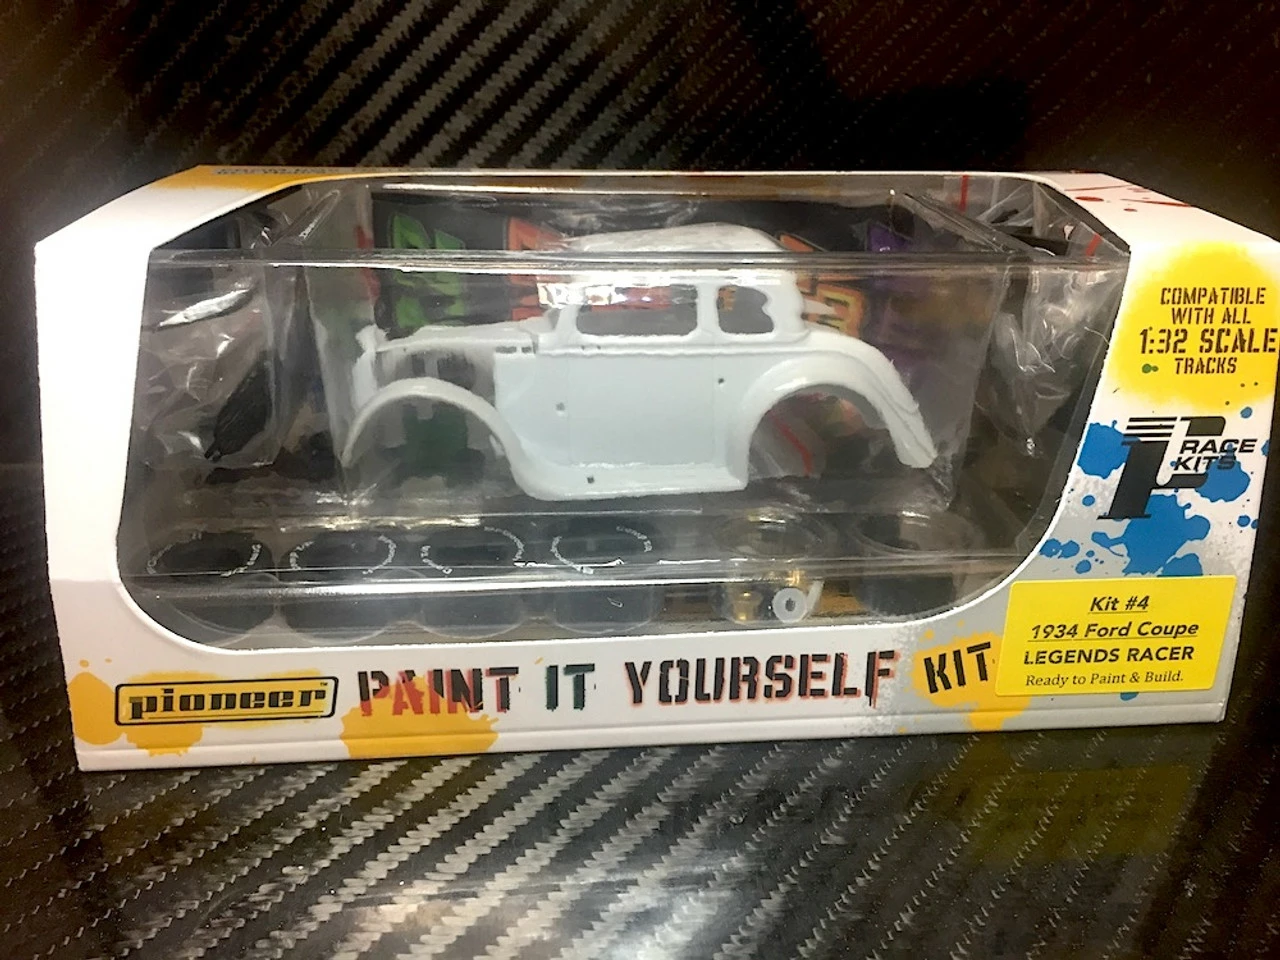 COMPATIBLE
WITH ALL
1:32 SCALE
TRACKS
RACE
KITS
Kit #4
1934 Ford Coupe
LEGENDS RACER
Ready to Paint & Build.
pioneer™
PAINT IT YOURSELF KIT